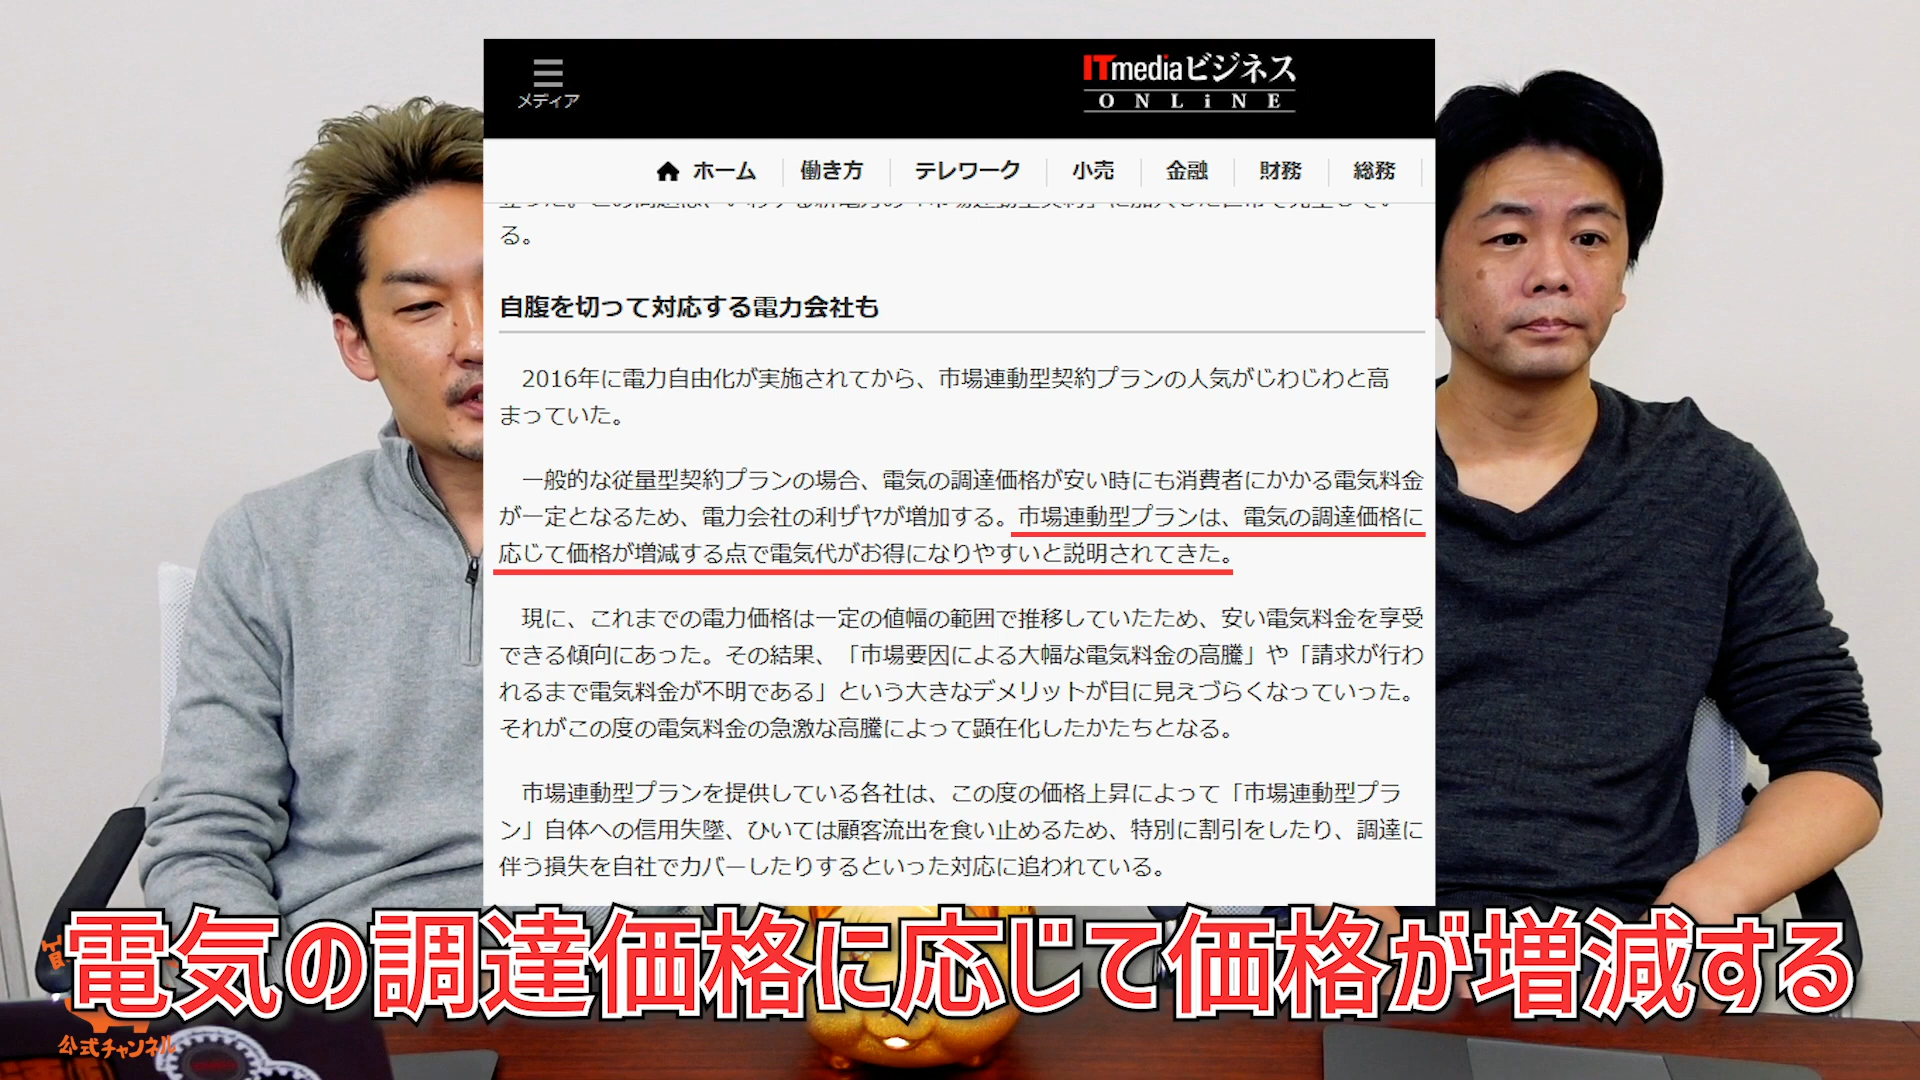 メディア
ITmediaビジネス
ONLiNE
ホーム
働き方
テレワーク
小売
金融
財務
総務
る。
自腹を切って対応する電力会社も
2016年に電力自由化が実施されてから、市場連動型契約プランの人気がじわじわと高
まっていた。
一般的な従量型契約プランの場合、電気の調達価格が安い時にも消費者にかかる電気料金
が一定となるため、電力会社の利ザヤが増加する。市場連動型プランは、電気の調達価格に
応じて価格が増減する点で電気代がお得になりやすいと説明されてきた。
現に、これまでの電力価格は一定の値幅の範囲で推移していたため、安い電気料金を享受
できる傾向にあった。その結果、「市場要因による大幅な電気料金の高騰」や「請求が行わ
れるまで電気料金が不明である」という大きなデメリットが目に見えづらくなっていった。
それがこの度の電気料金の急激な高騰によって顕在化したかたちとなる。
市場連動型プランを提供している各社は、この度の価格上昇によって「市場連動型プラ
ン」自体への信用失墜、ひいては顧客流出を食い止めるため、特別に割引をしたり、調達に
伴う損失を自社でカバーしたりするといった対応に追われている。
電気の調達価格に応じて価格が増減する
公式チャンネル